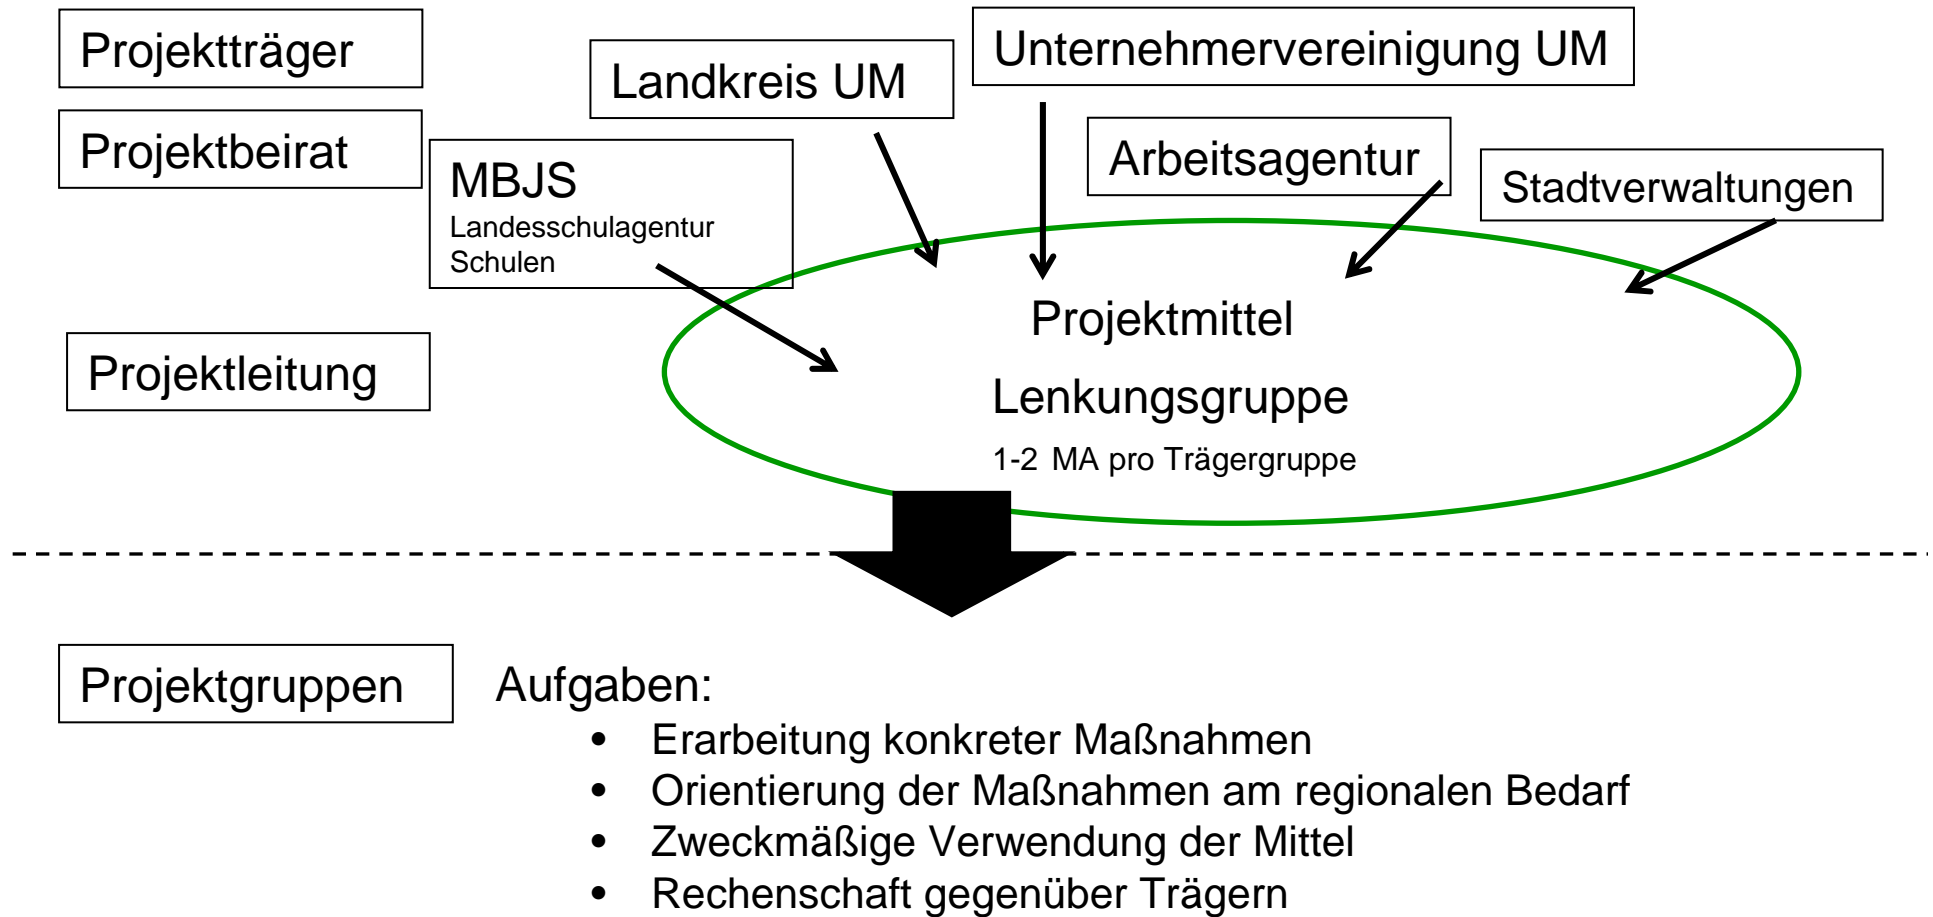 Projektträger
Projektbeirat
MBJS
Landesschulagentur
Schulen
Landkreis UM
Unternehmervereinigung UM
Arbeitsagentur
Stadtverwaltungen
Projektleitung
Projektmittel
Lenkungsgruppe
1-2 MA pro Trägergruppe
Projektgruppen
Aufgaben:
• Erarbeitung konkreter Maßnahmen
• Orientierung der Maßnahmen am regionalen Bedarf
• Zweckmäßige Verwendung der Mittel
• Rechenschaft gegenüber Trägern